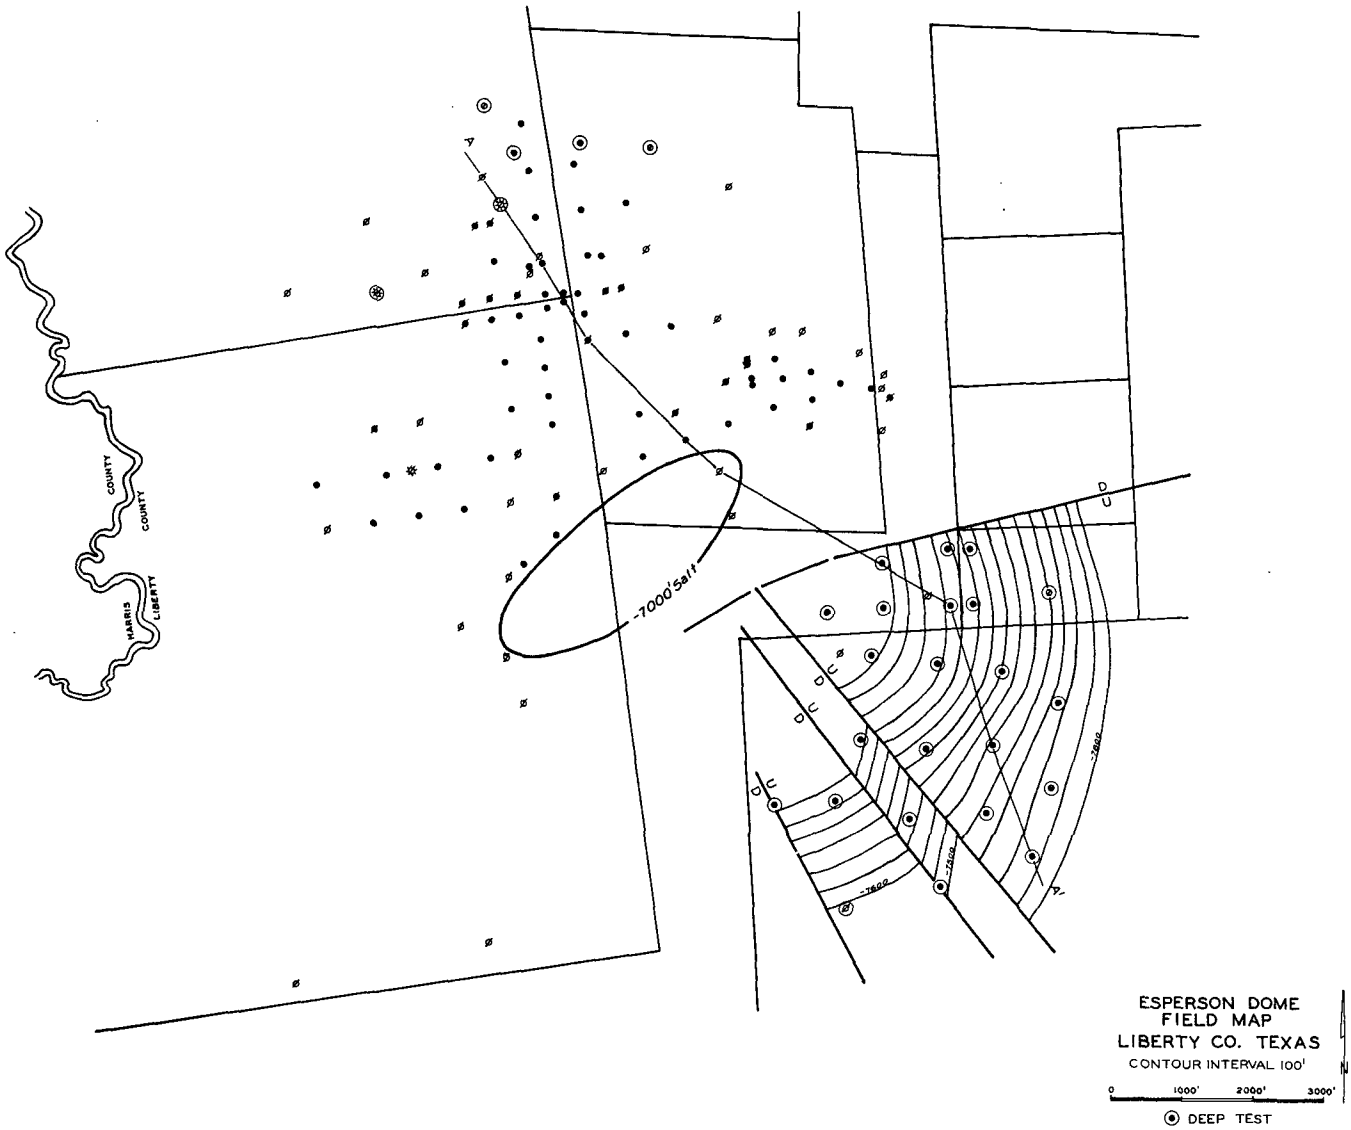 A
COUNTY
COUNTY
HARRIS
LIBERTY
-7000' Salt
D
U
U
D
U
D
U
D
-7800
-7500
-7600
A'
ESPERSON DOME
FIELD MAP
LIBERTY CO. TEXAS
CONTOUR INTERVAL 100'
0 1000' 2000' 3000'
DEEP TEST
N